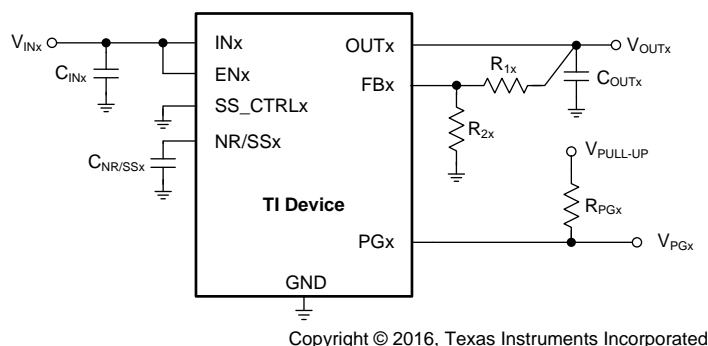 V_INx
C_INx
INx
ENx
SS_CTRLx
NR/SSx
C_NR/SSx
TI Device
GND
OUTx
FBx
PGx
R_1x
R_2x
V_OUTx
C_OUTx
V_PULL-UP
R_PGx
V_PGx
Copyright © 2016, Texas Instruments Incorporated